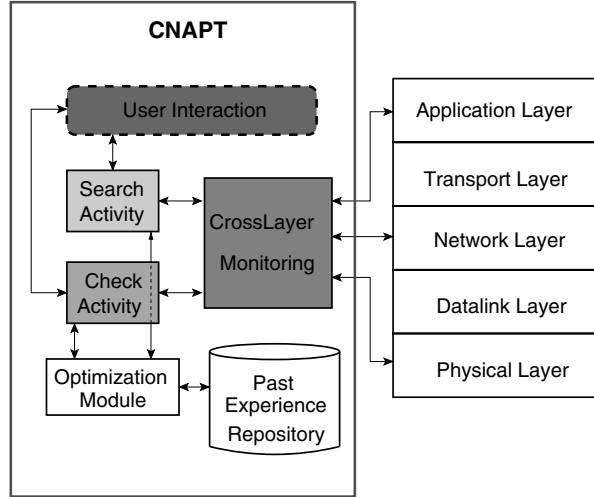 CNAPT
User Interaction
Search
Activity
CrossLayer
Monitoring
Check
Activity
Optimization
Module
Past
Experience
Repository
Application Layer
Transport Layer
Network Layer
Datalink Layer
Physical Layer